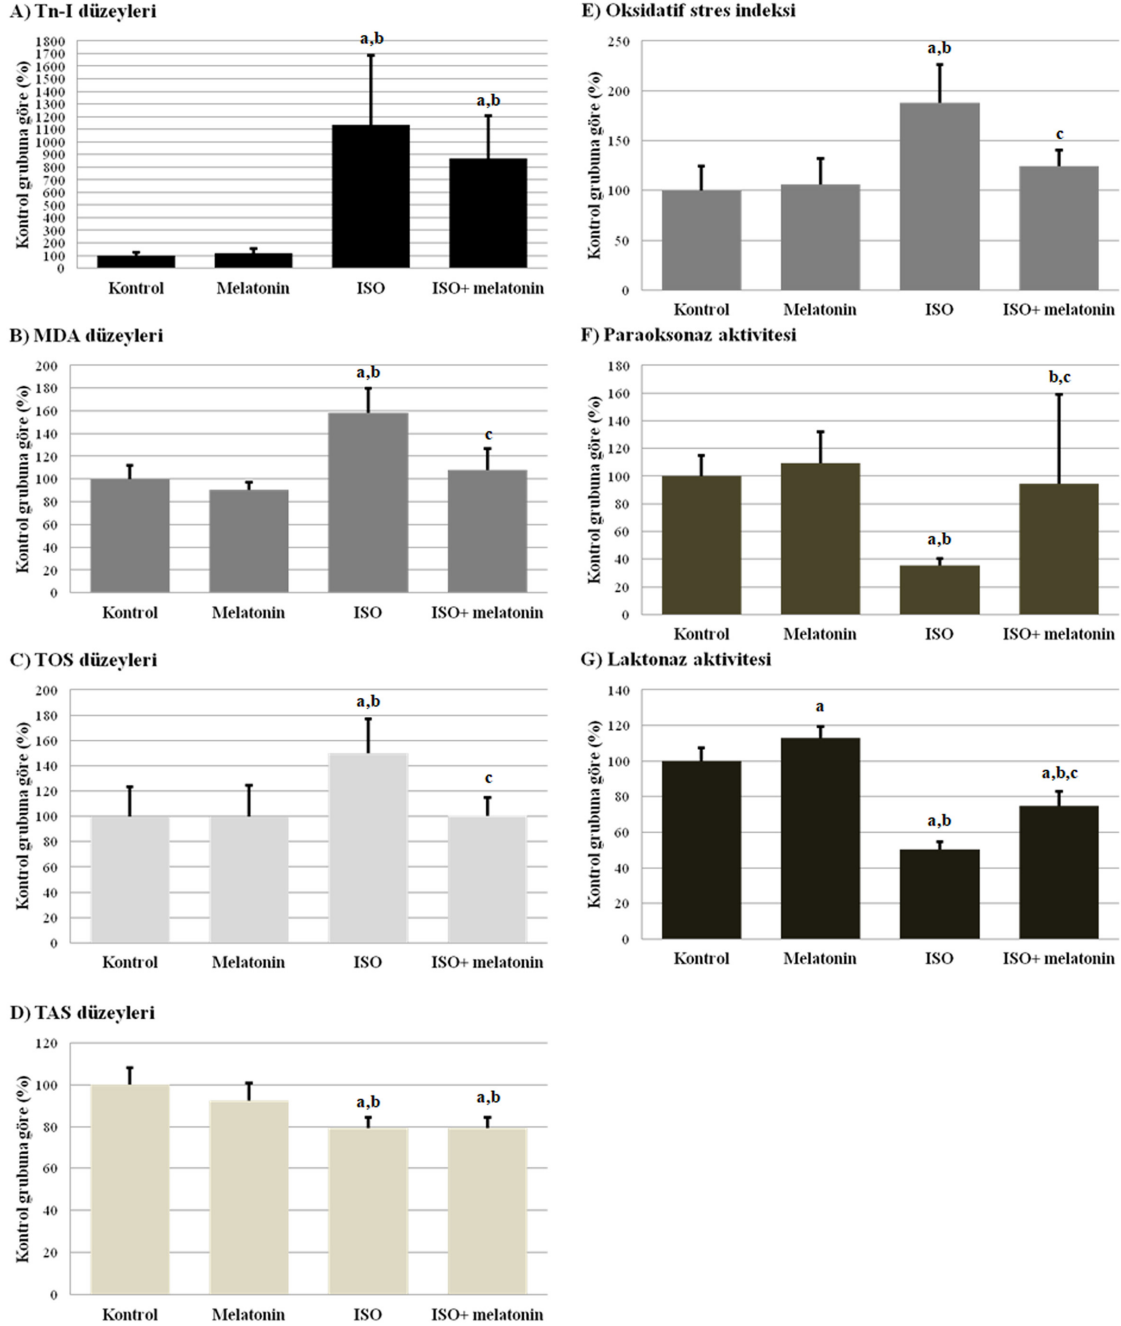 A) Tn-I düzeyleri
Kontrol grubuna göre (%)
1800
1700
1600
1500
1400
1300
1200
1100
1000
900
800
700
600
500
400
300
200
100
0
a,b
a,b
Kontrol Melatonin ISO ISO+ melatonin
B) MDA düzeyleri
Kontrol grubuna göre (%)
200
180
160
140
120
100
80
60
40
20
0
a,b
c
Kontrol Melatonin ISO ISO+ melatonin
C) TOS düzeyleri
Kontrol grubuna göre (%)
200
180
160
140
120
100
80
60
40
20
0
a,b
c
Kontrol Melatonin ISO ISO+ melatonin
D) TAS düzeyleri
Kontrol grubuna göre (%)
120
100
80
60
40
20
0
a,b
a,b
Kontrol Melatonin ISO ISO+ melatonin
E) Oksidatif stres indeksi
Kontrol grubuna göre (%)
250
200
150
100
50
0
a,b
c
Kontrol Melatonin ISO ISO+ melatonin
F) Paraoksonaz aktivitesi
Kontrol grubuna göre (%)
180
160
140
120
100
80
60
40
20
0
a,b
b,c
Kontrol Melatonin ISO ISO+ melatonin
G) Laktonaz aktivitesi
Kontrol grubuna göre (%)
140
120
100
80
60
40
20
0
a
a,b
a,b,c
Kontrol Melatonin ISO ISO+ melatonin